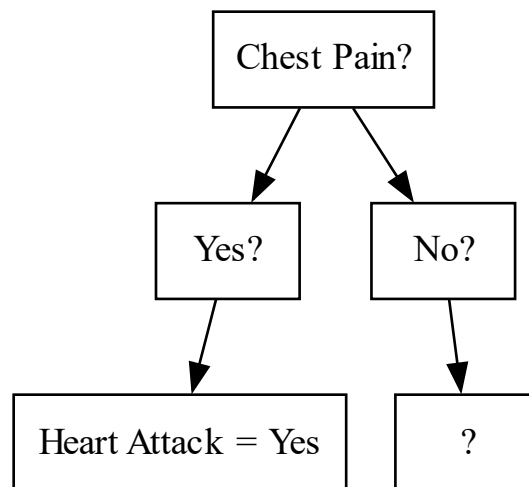 Chest Pain?
Yes?
No?
Heart Attack = Yes
?